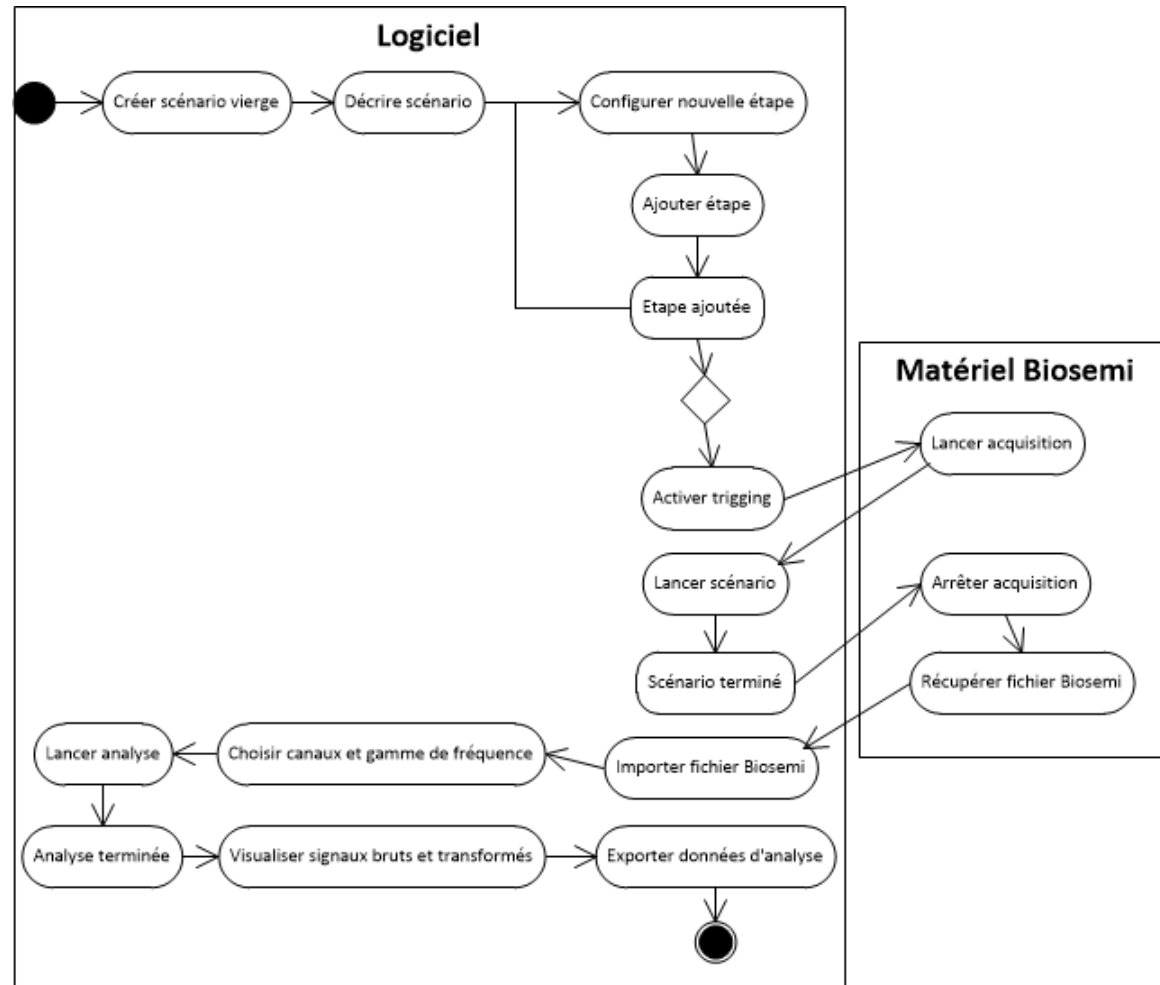 Logiciel
Créer scénario vierge
Décrire scénario
Configurer nouvelle étape
Ajouter étape
Etape ajoutée
Matériel Biosemi
Lancer acquisition
Activer trigging
Lancer scénario
Arrêter acquisition
Scénario terminé
Récupérer fichier Biosemi
Importer fichier Biosemi
Choisir canaux et gamme de fréquence
Lancer analyse
Analyse terminée
Visualiser signaux bruts et transformés
Exporter données d'analyse